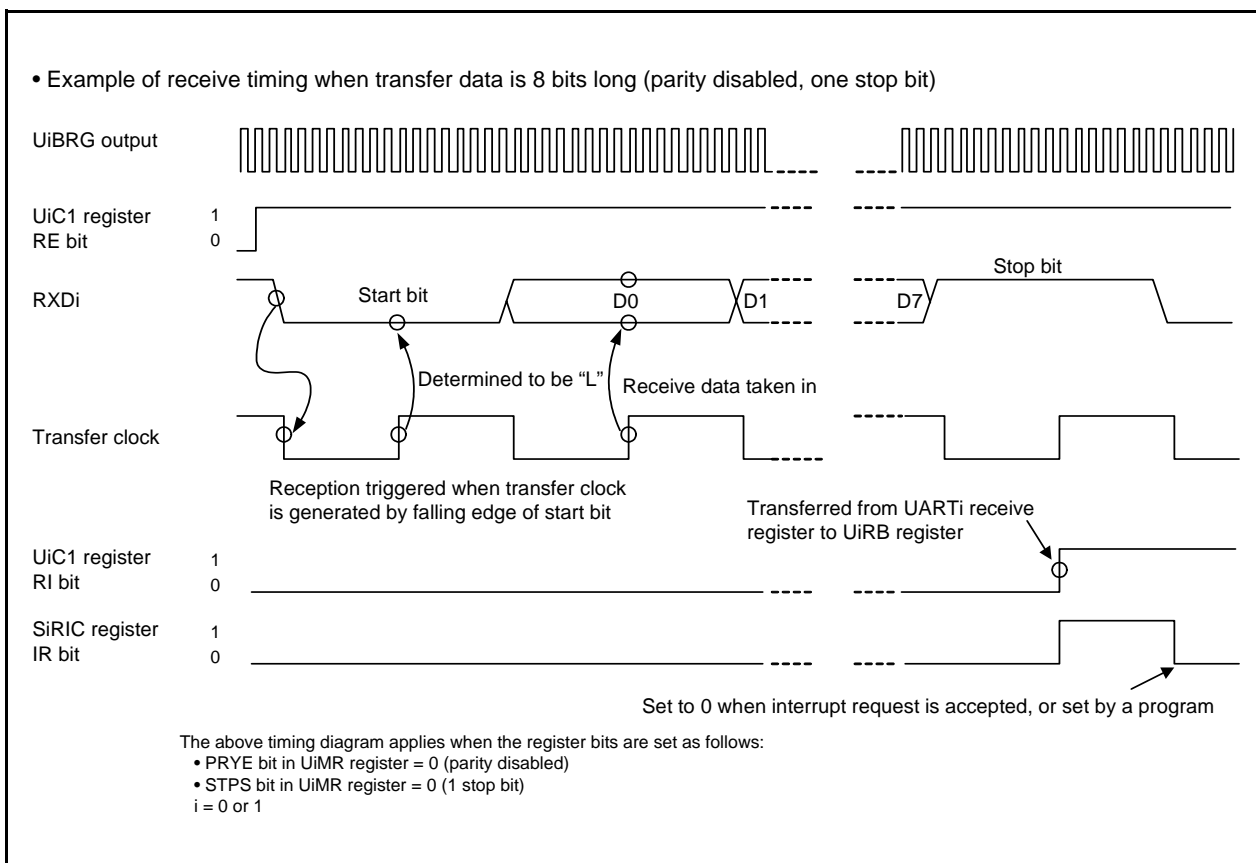 • Example of receive timing when transfer data is 8 bits long (parity disabled, one stop bit)
UiBRG output
UiC1 register
RE bit
1
0
RXDi
Start bit
D0
D1
D7
Stop bit
Determined to be “L”
Receive data taken in
Transfer clock
Reception triggered when transfer clock
is generated by falling edge of start bit
Transferred from UARTi receive
register to UiRB register
UiC1 register
RI bit
1
0
SiRIC register
IR bit
1
0
Set to 0 when interrupt request is accepted, or set by a program
The above timing diagram applies when the register bits are set as follows:
• PRYE bit in UiMR register = 0 (parity disabled)
• STPS bit in UiMR register = 0 (1 stop bit)
i = 0 or 1